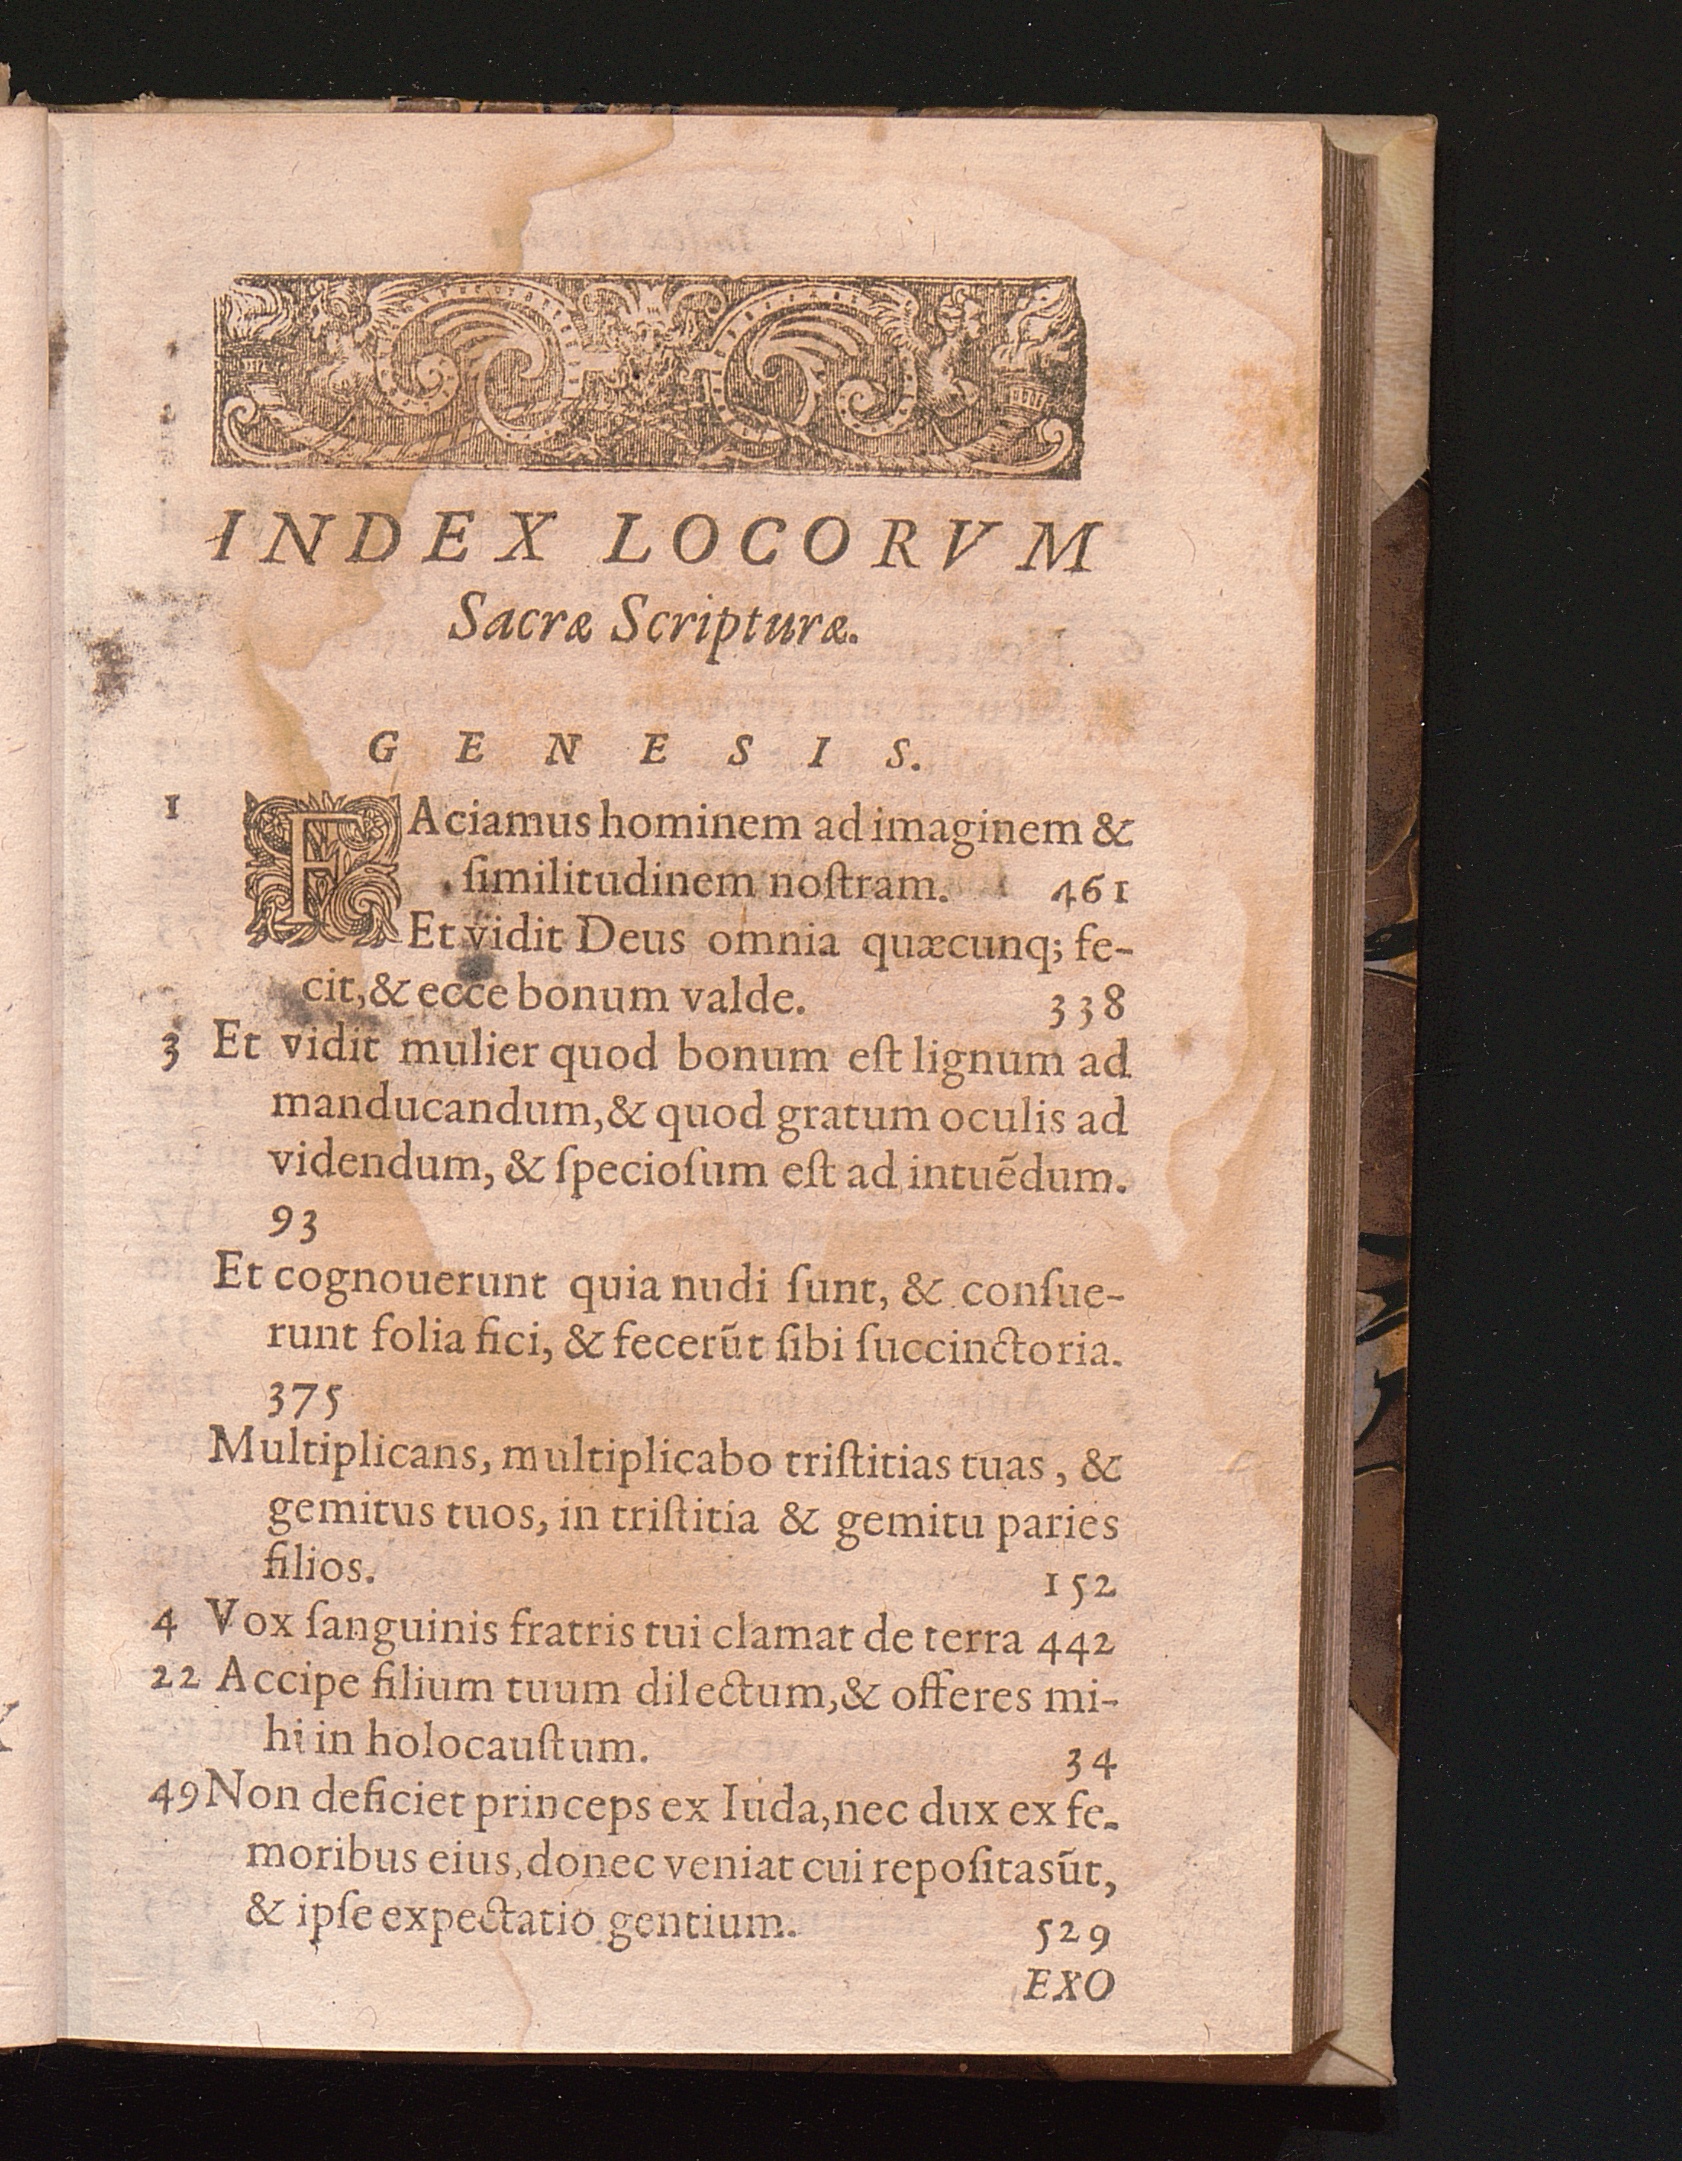 INDEX LOCORVM
Sacræ Scripturæ.
GENESIS.
1 FAciamus hominem ad imaginem &
ſimilitudinem noſtram. 461
Et vidit Deus omnia quæcunq; fe-
cit,& ecce bonum valde. 338
3 Et vidit mulier quod bonum eſt lignum ad
manducandum,& quod gratum oculis ad
videndum, & ſpecioſum eſt ad intuẽdum.
93
Et cognouerunt quia nudi ſunt, & conſue-
runt folia fici, & fecerũt ſibi ſuccinctoria.
375
Multiplicans, multiplicabo triſtitias tuas, &
gemitus tuos, in triſtitia & gemitu paries
filios. 152
4 Vox ſanguinis fratris tui clamat de terra 442
22 Accipe filium tuum dilectum,& offeres mi-
hi in holocauſtum. 34
49 Non deficiet princeps ex Iuda,nec dux ex fe-
moribus eius,donec veniat cui repoſita sũt,
& ipſe expectatio gentium. 529
EXO